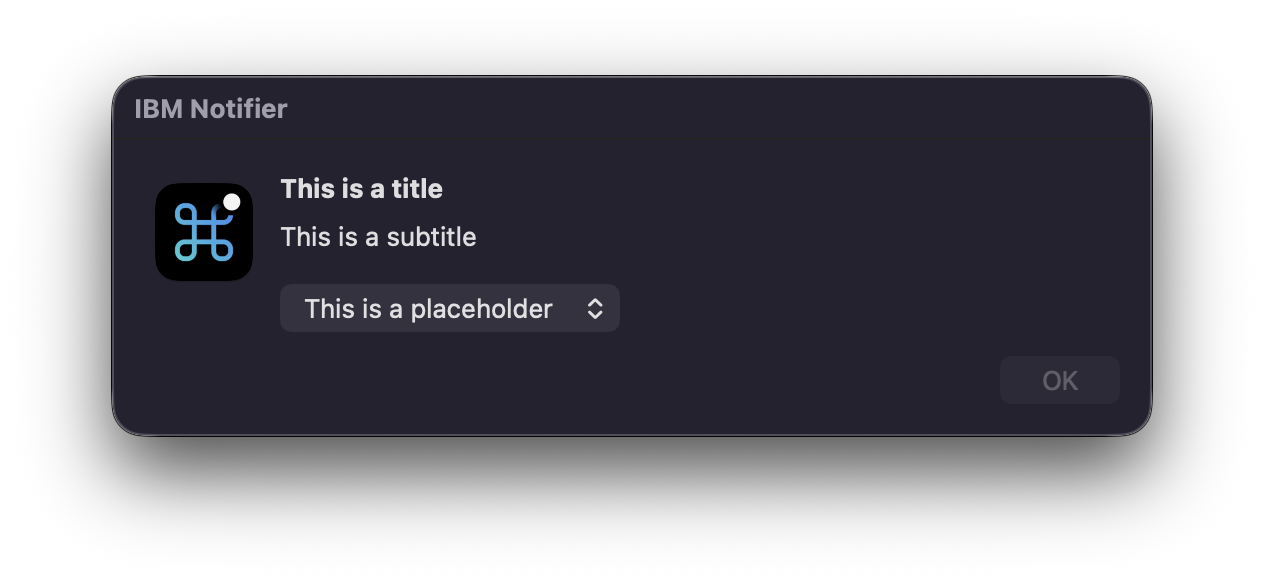 IBM Notifier
This is a title
This is a subtitle
This is a placeholder
OK